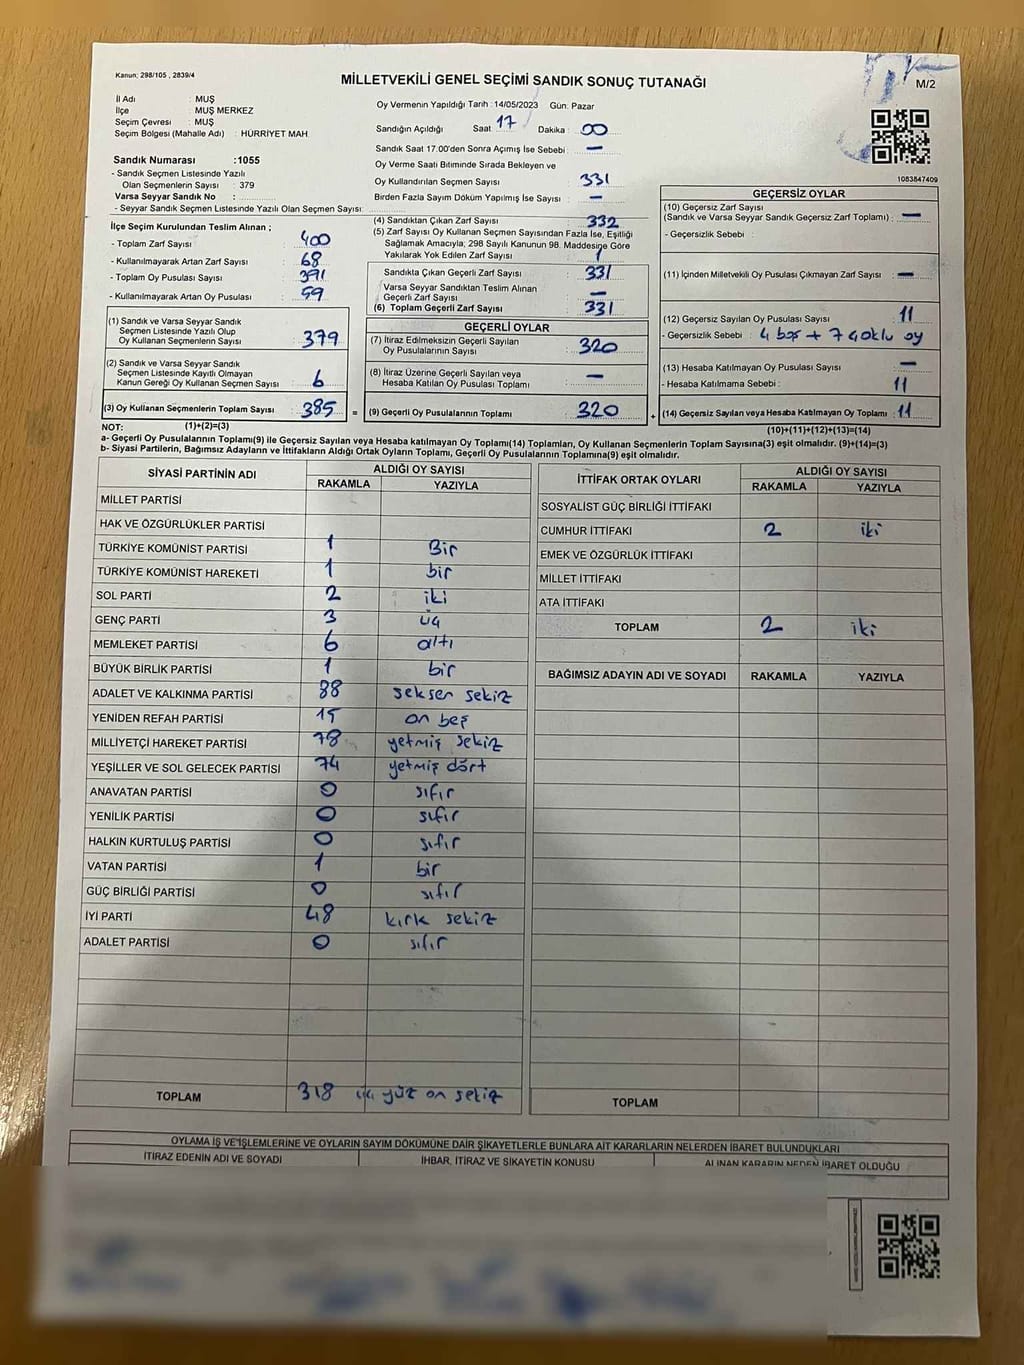 Kanun: 298/105 , 2839/4
MİLLETVEKİLİ GENEL SEÇİMİ SANDIK SONUÇ TUTANAĞI
M/2
İl Adı : MUŞ
İlçe : MUŞ MERKEZ
Seçim Çevresi : MUŞ
Seçim Bölgesi (Mahalle Adı) : HÜRRİYET MAH.
Sandık Numarası :1055
- Sandık Seçmen Listesinde Yazılı
Olan Seçmenlerin Sayısı : 379
Varsa Seyyar Sandık No :
- Seyyar Sandık Seçmen Listesinde Yazılı Olan Seçmen Sayısı:
Oy Vermenin Yapıldığı Tarih :14/05/2023 Gün: Pazar
Sandığın Açıldığı Saat : 17 Dakika : 00
Sandık Saat 17.00'den Sonra Açımış İse Sebebi : —
Oy Verme Saati Bitiminde Sırada Bekleyen ve
Oy Kullandırılan Seçmen Sayısı : 331
Birden Fazla Sayım Döküm Yapılmış İse Sayısı : —
1083847409
İlçe Seçim Kurulundan Teslim Alınan ;
- Toplam Zarf Sayısı : 400
- Kullanılmayarak Artan Zarf Sayısı : 68
- Toplam Oy Pusulası Sayısı : 391
- Kullanılmayarak Artan Oy Pusulası : 59
(4) Sandıktan Çıkan Zarf Sayısı : 332
(5) Zarf Sayısı Oy Kullanan Seçmen Sayısından Fazla İse, Eşitliği
Sağlamak Amacıyla; 298 Sayılı Kanunun 98. Maddesine Göre
Yakılarak Yok Edilen Zarf Sayısı : 1
Sandıkta Çıkan Geçerli Zarf Sayısı : 331
Varsa Seyyar Sandıktan Teslim Alınan
Geçerli Zarf Sayısı : —
(6) Toplam Geçerli Zarf Sayısı : 331
GEÇERSİZ OYLAR
(10) Geçersiz Zarf Sayısı
(Sandık ve Varsa Seyyar Sandık Geçersiz Zarf Toplamı) : —
- Geçersizlik Sebebi :
(11) İçinden Milletvekili Oy Pusulası Çıkmayan Zarf Sayısı : —
(12) Geçersiz Sayılan Oy Pusulası Sayısı : 11
- Geçersizlik Sebebi : 4 boş + 7 çoklu oy
(13) Hesaba Katılmayan Oy Pusulası Sayısı : —
- Hesaba Katılmama Sebebi : 11
(14) Geçersiz Sayılan veya Hesaba Katılmayan Oy Toplamı : 11
(10)+(11)+(12)+(13)=(14)
(1) Sandık ve Varsa Seyyar Sandık
Seçmen Listesinde Yazılı Olup
Oy Kullanan Seçmenlerin Sayısı : 379
(2) Sandık ve Varsa Seyyar Sandık
Seçmen Listesinde Kayıtlı Olmayan
Kanun Gereği Oy Kullanan Seçmen Sayısı : 6
(3) Oy Kullanan Seçmenlerin Toplam Sayısı : 385 =
(1)+(2)=(3)
GEÇERLİ OYLAR
(7) İtiraz Edilmeksizin Geçerli Sayılan
Oy Pusulalarının Sayısı : 320
(8) İtiraz Üzerine Geçerli Sayılan veya
Hesaba Katılan Oy Pusulası Toplamı : —
(9) Geçerli Oy Pusulalarının Toplamı : 320 +
NOT:
a- Geçerli Oy Pusulalarının Toplamı(9) ile Geçersiz Sayılan veya Hesaba katılmayan Oy Toplamı(14) Toplamları, Oy Kullanan Seçmenlerin Toplam Sayısına(3) eşit olmalıdır. (9)+(14)=(3)
b- Siyasi Partilerin, Bağımsız Adayların ve İttifakların Aldığı Ortak Oyların Toplamı, Geçerli Oy Pusulalarının Toplamına(9) eşit olmalıdır.
SİYASİ PARTİNİN ADI ALDIĞI OY SAYISI
RAKAMLA YAZIYLA
MİLLET PARTİSİ
HAK VE ÖZGÜRLÜKLER PARTİSİ
TÜRKİYE KOMÜNİST PARTİSİ 1 Bir
TÜRKİYE KOMÜNİST HAREKETİ 1 bir
SOL PARTİ 2 iki
GENÇ PARTİ 3 üç
MEMLEKET PARTİSİ 6 altı
BÜYÜK BİRLİK PARTİSİ 1 bir
ADALET VE KALKINMA PARTİSİ 88 seksen sekiz
YENİDEN REFAH PARTİSİ 15 on beş
MİLLİYETÇİ HAREKET PARTİSİ 78 yetmiş sekiz
YEŞİLLER VE SOL GELECEK PARTİSİ 74 yetmiş dört
ANAVATAN PARTİSİ 0 sıfır
YENİLİK PARTİSİ 0 sıfır
HALKIN KURTULUŞ PARTİSİ 0 sıfır
VATAN PARTİSİ 1 bir
GÜÇ BİRLİĞİ PARTİSİ 0 sıfır
İYİ PARTİ 48 kırk sekiz
ADALET PARTİSİ 0 sıfır
TOPLAM 318 yüz on sekiz
İTTİFAK ORTAK OYLARI ALDIĞI OY SAYISI
RAKAMLA YAZIYLA
SOSYALİST GÜÇ BİRLİĞİ İTTİFAKI
CUMHUR İTTİFAKI 2 iki
EMEK VE ÖZGÜRLÜK İTTİFAKI
MİLLET İTTİFAKI
ATA İTTİFAKI
TOPLAM 2 iki
BAĞIMSIZ ADAYIN ADI VE SOYADI RAKAMLA YAZIYLA
TOPLAM
OYLAMA İŞ VE İŞLEMLERİNE VE OYLARIN SAYIM DÖKÜMÜNE DAİR ŞİKAYETLERLE BUNLARA AİT KARARLARIN NELERDEN İBARET BULUNDUKLARI
İTİRAZ EDENİN ADI VE SOYADI İHBAR, İTİRAZ VE ŞİKAYETİN KONUSU ALINAN KARARIN NEDEN İBARET OLDUĞU